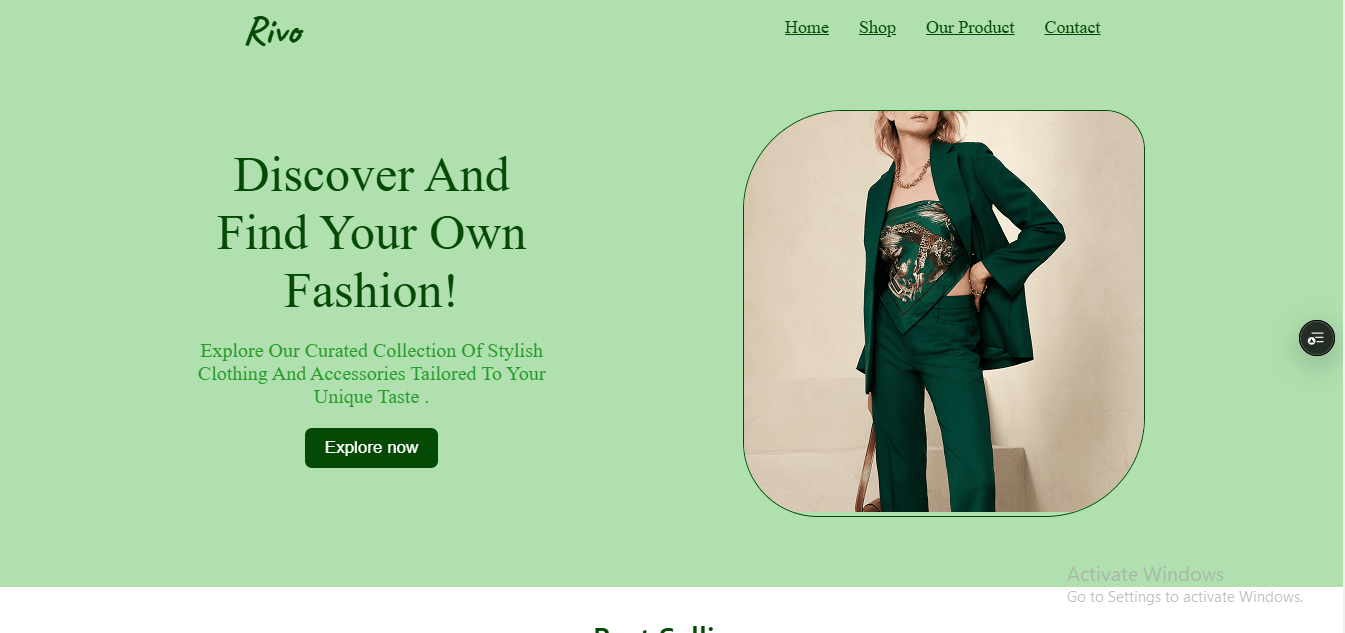 Rivo
Home Shop Our Product Contact
Discover And
Find Your Own
Fashion!
Explore Our Curated Collection Of Stylish
Clothing And Accessories Tailored To Your
Unique Taste .
Explore now
Activate Windows
Go to Settings to activate Windows.